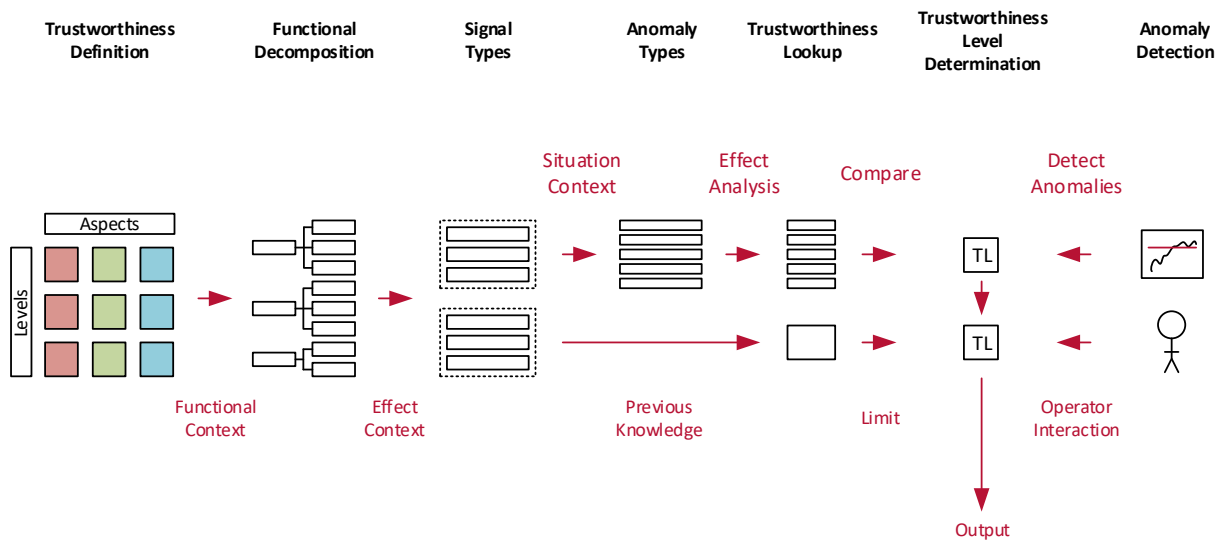 Trustworthiness
Definition
Functional
Decomposition
Signal
Types
Anomaly
Types
Trustworthiness
Lookup
Trustworthiness
Level
Determination
Anomaly
Detection
Situation
Context
Effect
Analysis
Compare
Detect
Anomalies
Aspects
Levels
TL
TL
Functional
Context
Effect
Context
Previous
Knowledge
Limit
Operator
Interaction
Output